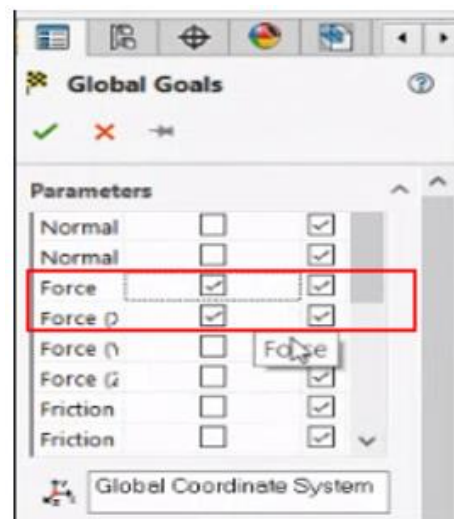 Global Goals
Parameters
Normal
Normal
Force
Force (X
Force (Y
Force
Force (Z
Friction
Friction
Global Coordinate System